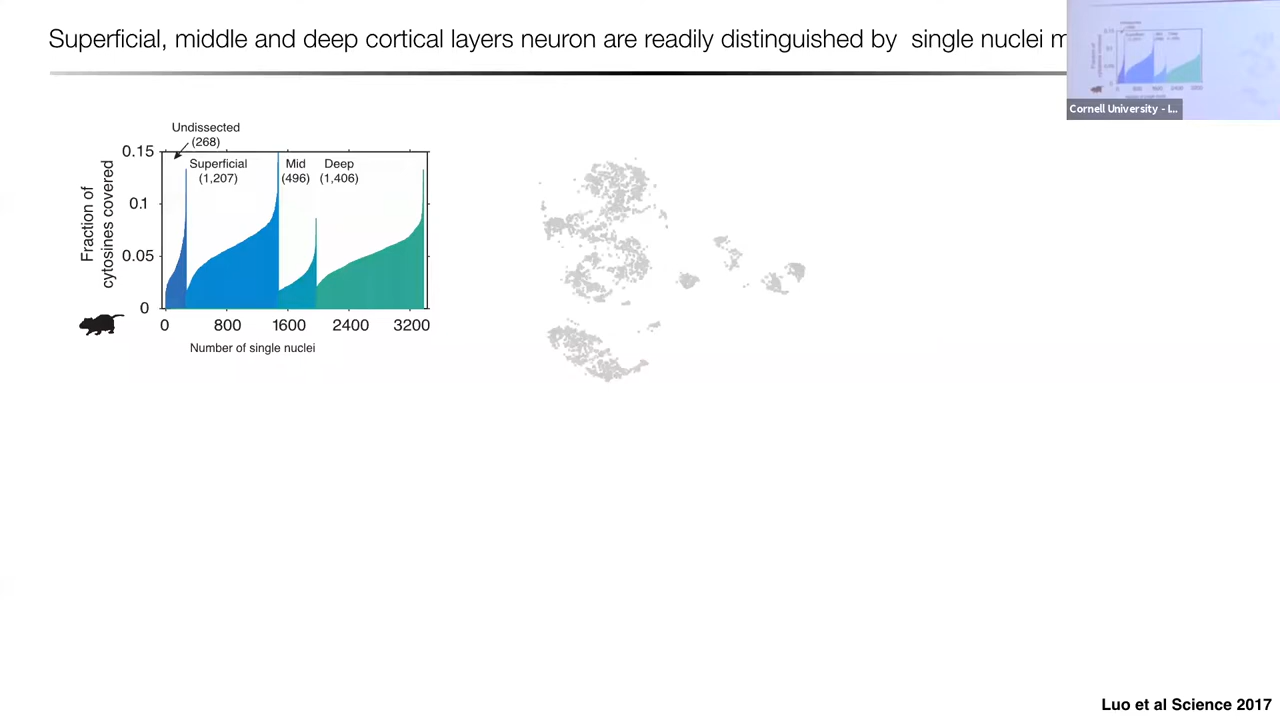 Superficial, middle and deep cortical layers neuron are readily distinguished by single nuclei m
Cornell University - I...
Undissected
(268)
0.15
Superficial
(1,207)
Mid
(496)
Deep
(1,406)
Fraction of
cytosines covered
0.1
0.05
0
0 800 1600 2400 3200
Number of single nuclei
Luo et al Science 2017